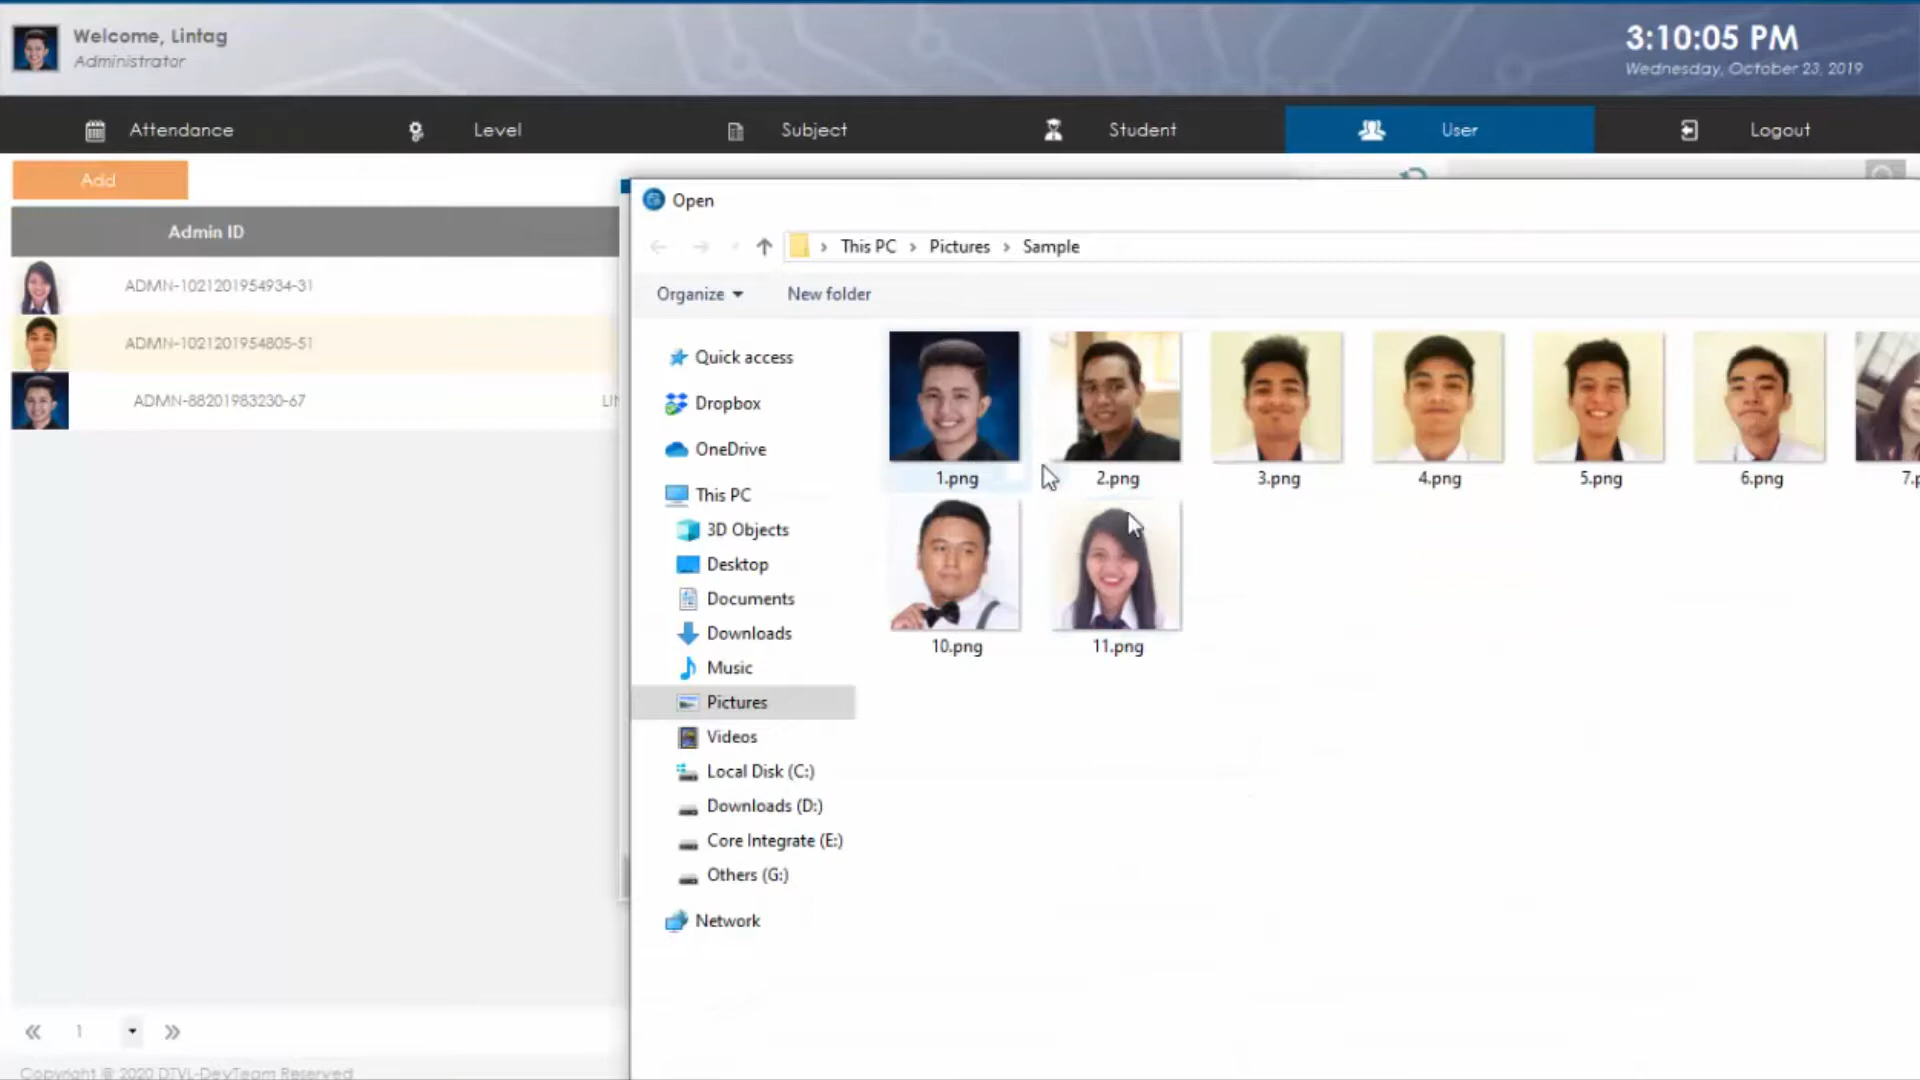 Welcome, Lintag
Administrator
3:10:05 PM
Wednesday, October 23, 2019
Attendance
Level
Subject
Student
User
Logout
Add
Admin ID
ADMN-1021201954934-31
ADMN-1021201954805-51
ADMN-88201983230-67
LIN
Open
This PC > Pictures > Sample
Organize
New folder
Quick access
Dropbox
OneDrive
This PC
3D Objects
Desktop
Documents
Downloads
Music
Pictures
Videos
Local Disk (C:)
Downloads (D:)
Core Integrate (E:)
Others (G:)
Network
1.png
2.png
3.png
4.png
5.png
6.png
7.p
10.png
11.png
« 1 »
Copyright @ 2020 DTVL-DevTeam Reserved